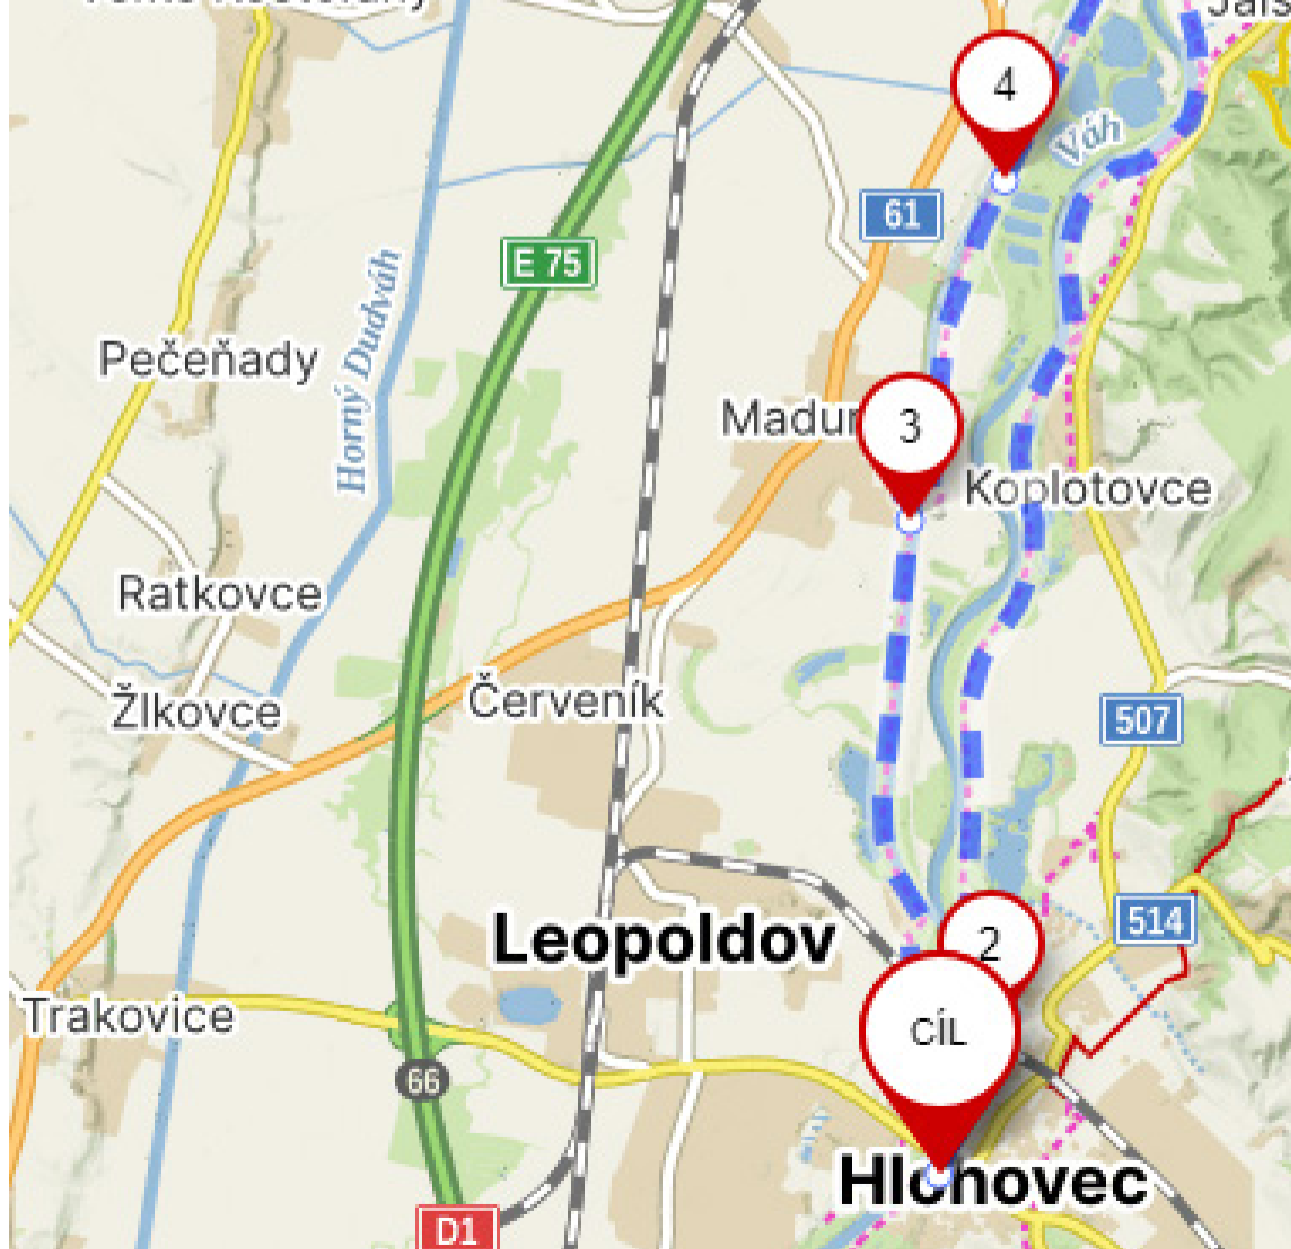 4
Váh
61
E 75
Horný Dudváh
Pečeňady
3
Koplotovce
Ratkovce
Žlkovce
Červeník
507
514
Leopoldov
2
CÍL
Trakovice
66
Hlohovec
D1